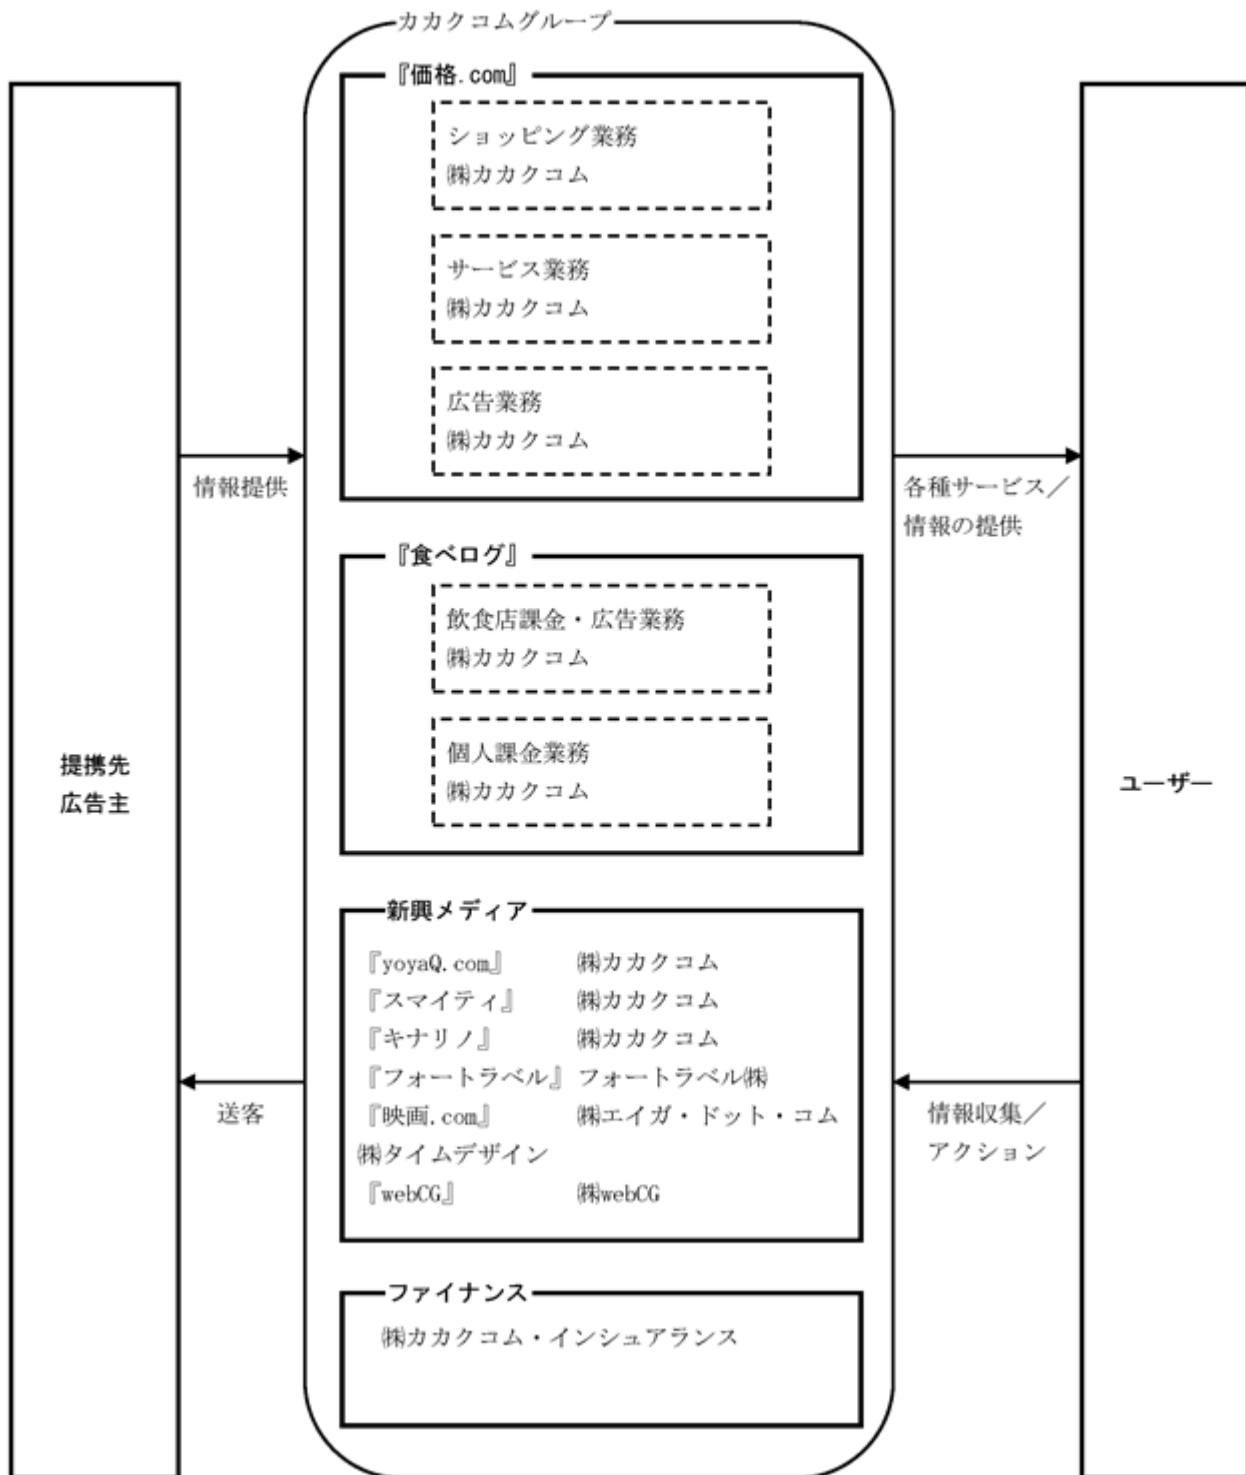 カカクコムグループ
『価格.com』
ショッピング業務
㈱カカクコム
サービス業務
㈱カカクコム
広告業務
㈱カカクコム
情報提供
各種サービス／
情報の提供
『食べログ』
飲食店課金・広告業務
㈱カカクコム
個人課金業務
㈱カカクコム
提携先
広告主
ユーザー
新興メディア
『yoyaQ.com』 ㈱カカクコム
『スマイティ』 ㈱カカクコム
『キナリノ』 ㈱カカクコム
『フォートラベル』 フォートラベル㈱
『映画.com』 ㈱エイガ・ドット・コム
㈱タイムデザイン
『webCG』 ㈱webCG
送客
情報収集／
アクション
ファイナンス
㈱カカクコム・インシュアランス